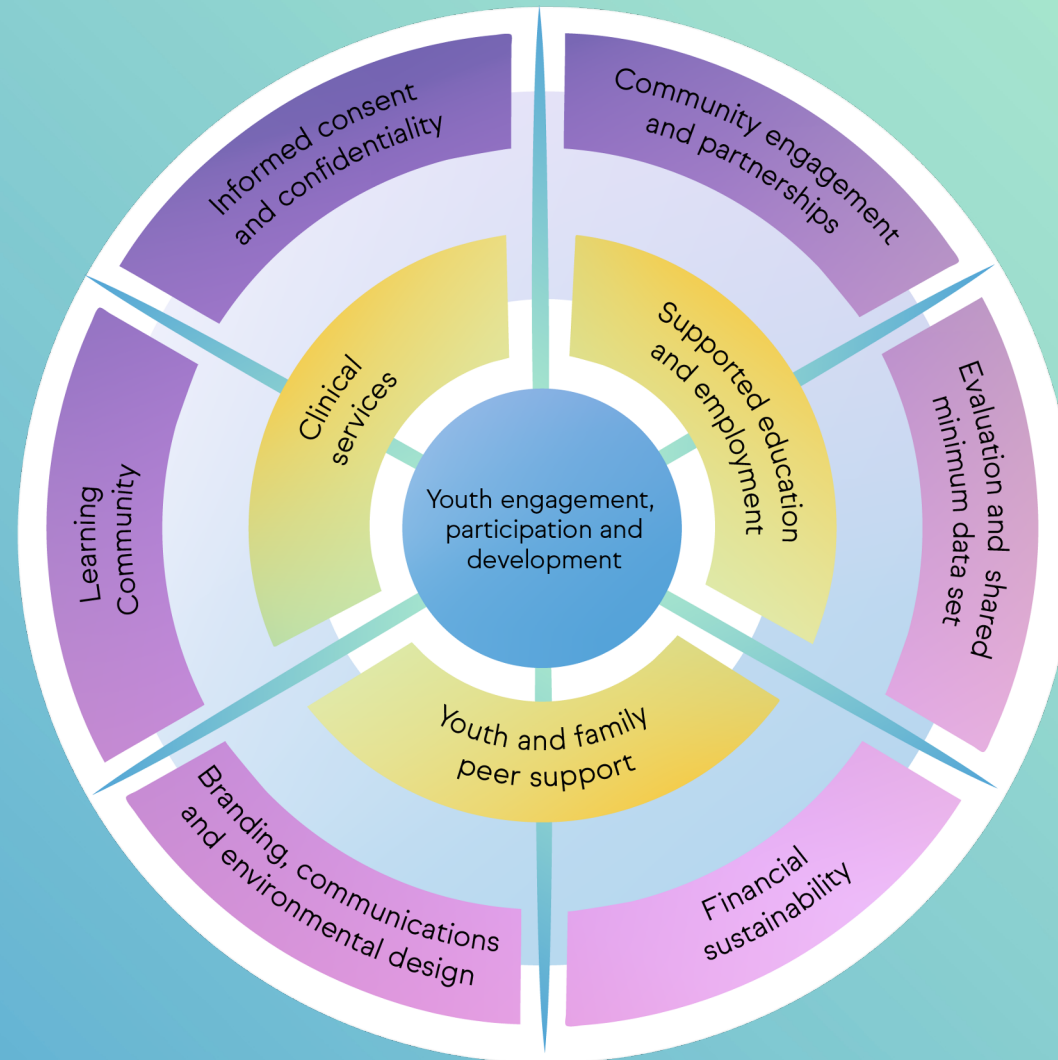 Informed consent
and confidentiality
Community engagement
and partnerships
Clinical
services
Supported education
and employment
Evaluation and shared
minimum data set
Learning
Community
Youth engagement,
participation and
development
Youth and family
peer support
Branding, communications
and environmental design
Financial
sustainability